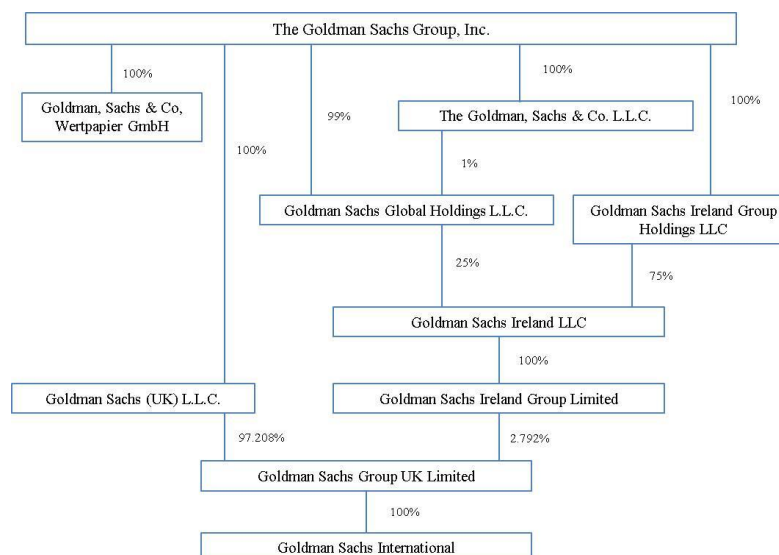 The Goldman Sachs Group, Inc.
100%
100%
100%
Goldman, Sachs & Co,
Wertpapier GmbH
The Goldman, Sachs & Co. L.L.C.
99%
100%
1%
Goldman Sachs Global Holdings L.L.C.
Goldman Sachs Ireland Group
Holdings LLC
25%
75%
Goldman Sachs Ireland LLC
100%
Goldman Sachs (UK) L.L.C.
Goldman Sachs Ireland Group Limited
97.208%
2.792%
Goldman Sachs Group UK Limited
100%
Goldman Sachs International